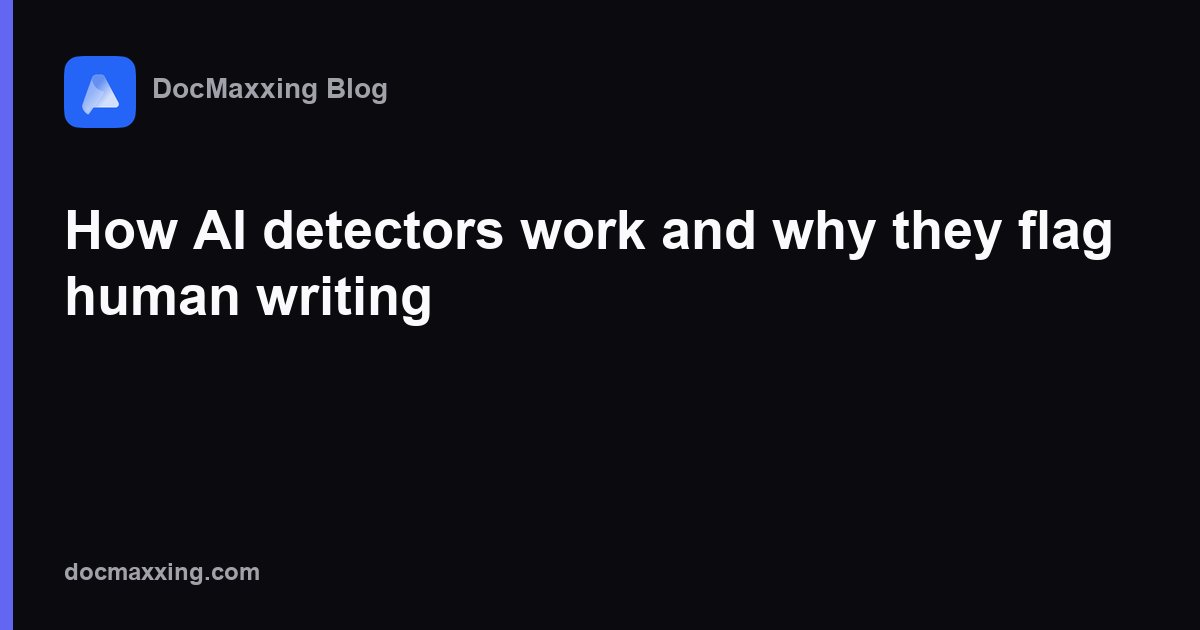 DocMaxxing Blog
How AI detectors work and why they flag
human writing
docmaxxing.com